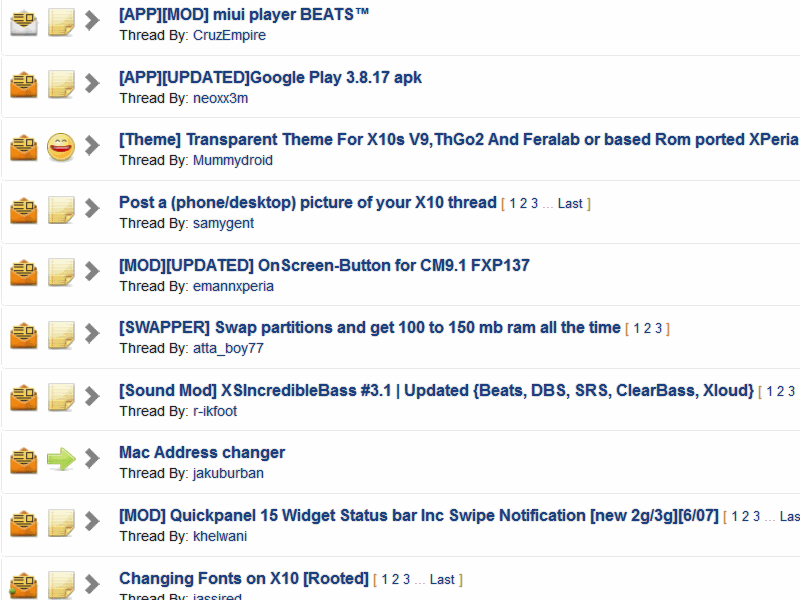 [APP][MOD] miui player BEATS™
Thread By: CruzEmpire
[APP][UPDATED]Google Play 3.8.17 apk
Thread By: neoxx3m
[Theme] Transparent Theme For X10s V9,ThGo2 And Feralab or based Rom ported XPeria
Thread By: Mummydroid
Post a (phone/desktop) picture of your X10 thread [ 1 2 3 ... Last ]
Thread By: samygent
[MOD][UPDATED] OnScreen-Button for CM9.1 FXP137
Thread By: emannxperia
[SWAPPER] Swap partitions and get 100 to 150 mb ram all the time [ 1 2 3 ]
Thread By: atta_boy77
[Sound Mod] XSIncredibleBass #3.1 | Updated {Beats, DBS, SRS, ClearBass, Xloud} [ 1 2 3
Thread By: r-ikfoot
Mac Address changer
Thread By: jakuburban
[MOD] Quickpanel 15 Widget Status bar Inc Swipe Notification [new 2g/3g][6/07] [ 1 2 3 ... Las
Thread By: khelwani
Changing Fonts on X10 [Rooted] [ 1 2 3 ... Last ]
Thread By: jassired